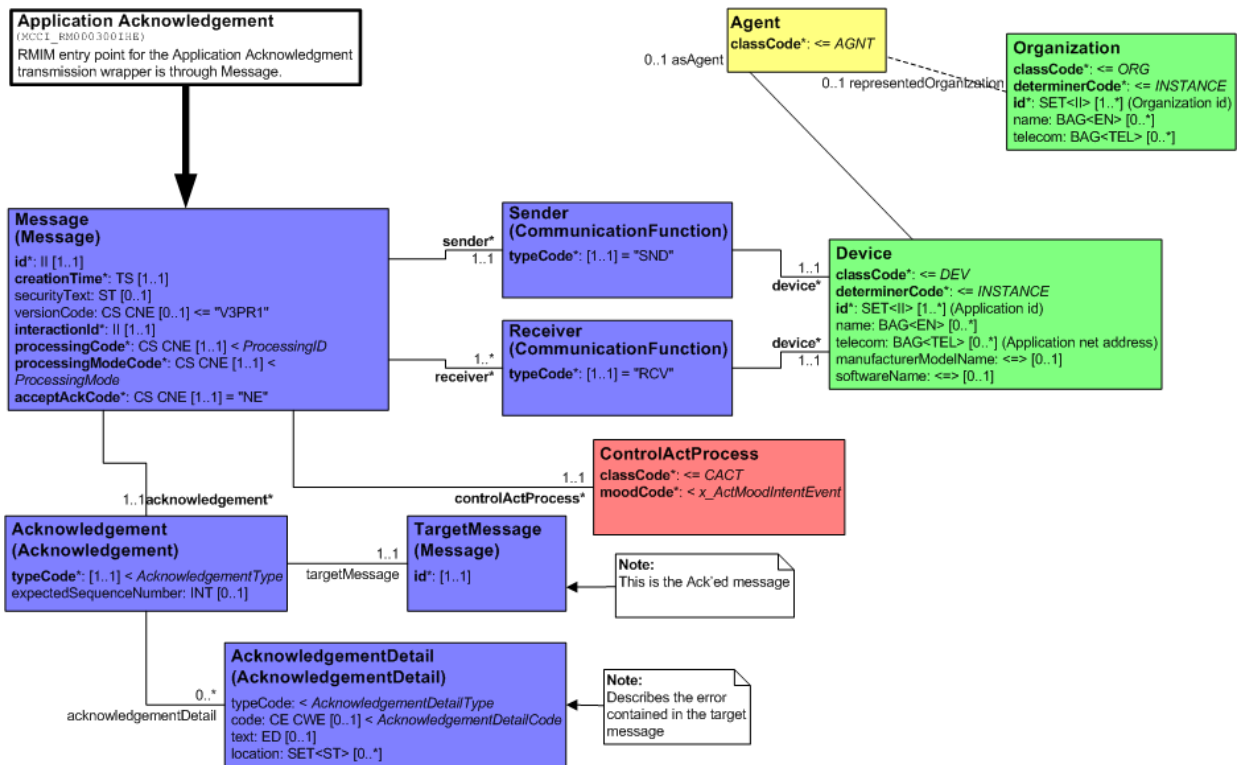 Application Acknowledgement
(MCCI_RM000300IHE)
RMIM entry point for the Application Acknowledgment
transmission wrapper is through Message.
Agent
classCode*: <= AGNT
0..1 asAgent
0..1 representedOrganization
Organization
classCode*: <= ORG
determinerCode*: <= INSTANCE
id*: SET<II> [1..*] (Organization id)
name: BAG<EN> [0..*]
telecom: BAG<TEL> [0..*]
Message
(Message)
id*: II [1..1]
creationTime*: TS [1..1]
securityText: ST [0..1]
versionCode: CS CNE [0..1] <= "V3PR1"
interactionId*: II [1..1]
processingCode*: CS CNE [1..1] < ProcessingID
processingModeCode*: CS CNE [1..1] <
ProcessingMode
acceptAckCode*: CS CNE [1..1] = "NE"
sender*
1..1
Sender
(CommunicationFunction)
typeCode*: [1..1] = "SND"
1..1
device*
1..*
receiver*
Receiver
(CommunicationFunction)
typeCode*: [1..1] = "RCV"
device*
1..1
Device
classCode*: <= DEV
determinerCode*: <= INSTANCE
id*: SET<II> [1..*] (Application id)
name: BAG<EN> [0..*]
telecom: BAG<TEL> [0..*] (Application net address)
manufacturerModelName: <=> [0..1]
softwareName: <=> [0..1]
1..1
controlActProcess*
ControlActProcess
classCode*: <= CACT
moodCode*: < x_ActMoodIntentEvent
1..1acknowledgement*
Acknowledgement
(Acknowledgement)
typeCode*: [1..1] < AcknowledgementType
expectedSequenceNumber: INT [0..1]
1..1
targetMessage
TargetMessage
(Message)
id*: [1..1]
Note:
This is the Ack'ed message
0..*
acknowledgementDetail
AcknowledgementDetail
(AcknowledgementDetail)
typeCode: < AcknowledgementDetailType
code: CE CWE [0..1] < AcknowledgementDetailCode
text: ED [0..1]
location: SET<ST> [0..*]
Note:
Describes the error
contained in the target
message